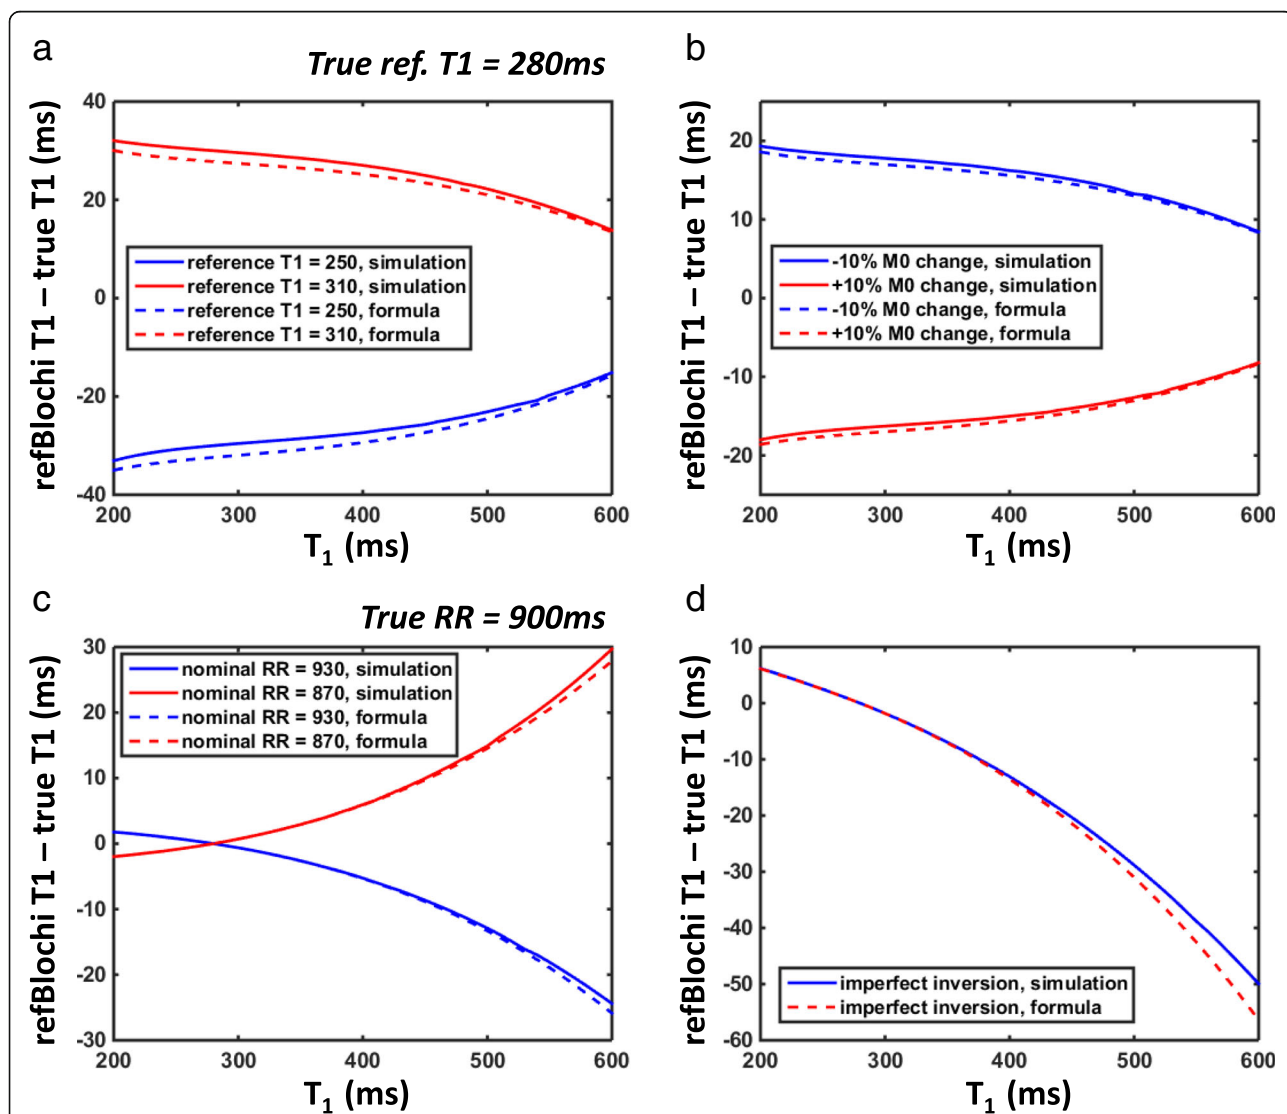 a
True ref. T1 = 280ms
refBlochi T1 – true T1 (ms)
40
20
0
-20
-40
reference T1 = 250, simulation
reference T1 = 310, simulation
reference T1 = 250, formula
reference T1 = 310, formula
200 300 400 500 600
T1 (ms)
b
refBlochi T1 – true T1 (ms)
20
10
0
-10
-20
-10% M0 change, simulation
+10% M0 change, simulation
-10% M0 change, formula
+10% M0 change, formula
200 300 400 500 600
T1 (ms)
c
True RR = 900ms
refBlochi T1 – true T1 (ms)
30
20
10
0
-10
-20
-30
nominal RR = 930, simulation
nominal RR = 870, simulation
nominal RR = 930, formula
nominal RR = 870, formula
200 300 400 500 600
T1 (ms)
d
refBlochi T1 – true T1 (ms)
10
0
-10
-20
-30
-40
-50
-60
imperfect inversion, simulation
imperfect inversion, formula
200 300 400 500 600
T1 (ms)